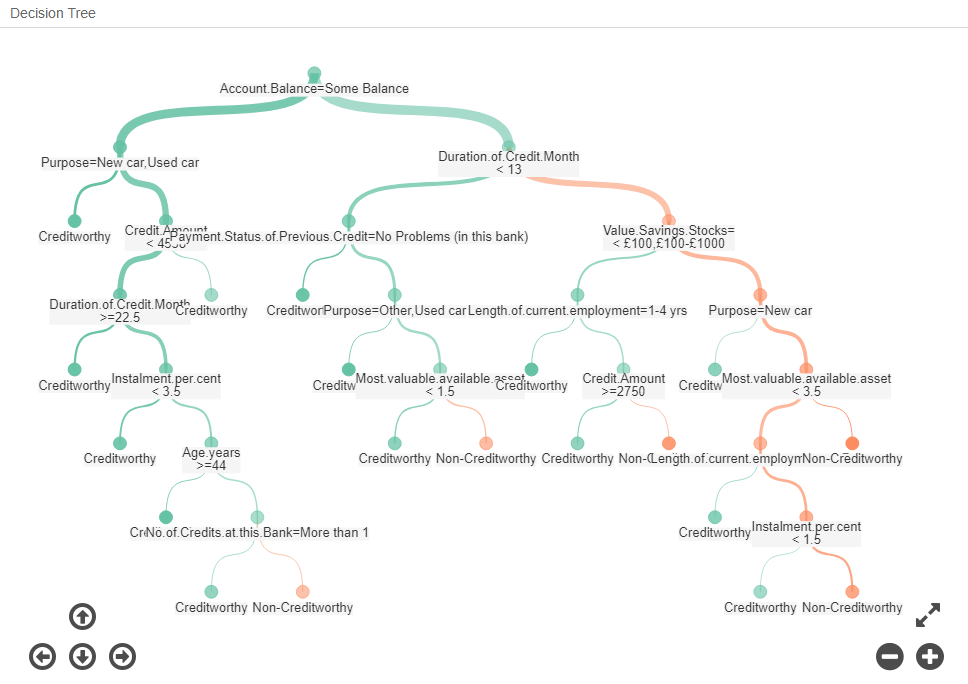 Decision Tree
Account.Balance=Some Balance
Purpose=New car,Used car
Duration.of.Credit.Month
< 13
Creditworthy
Credit.Amount
Payment.Status.of.Previous.Credit=No Problems (in this bank)
Value.Savings.Stocks=
< £100,£100-£1000
Duration.of.Credit.Month
>=22.5
Creditworthy
Purpose=Other,Used car
Length.of.current.employment=1-4 yrs
Purpose=New car
Creditworthy
Instalment.per.cent
< 3.5
Most.valuable.available.asset
< 1.5
Creditworthy
Credit.Amount
>=2750
Most.valuable.available.asset
< 3.5
Creditworthy
Age.years
>=44
Creditworthy
Non-Creditworthy
Creditworthy
Non-Creditworthy
No.of.Credits.at.this.Bank=More than 1
Creditworthy
Instalment.per.cent
< 1.5
Creditworthy
Non-Creditworthy
Creditworthy
Non-Creditworthy